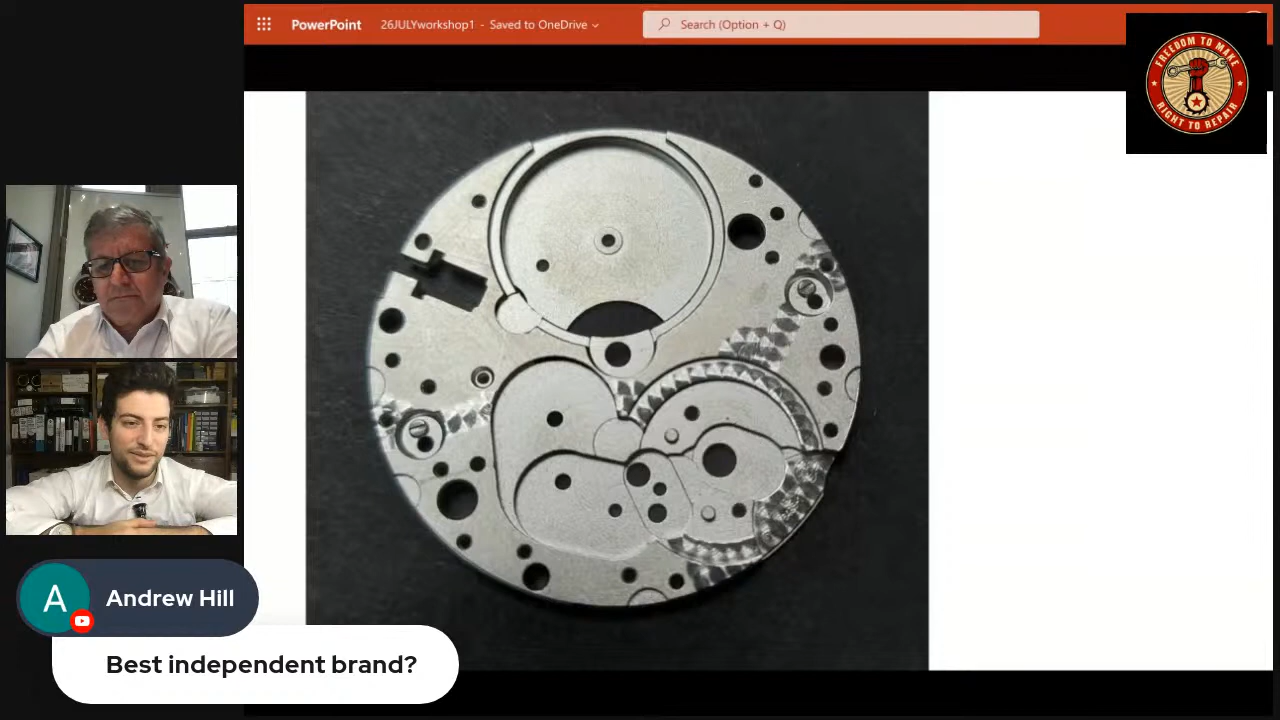 PowerPoint 26JULYworkshop1 - Saved to OneDrive
Search (Option + Q)
FREEDOM TO MAKE
RIGHT TO REPAIR
A Andrew Hill
Best independent brand?